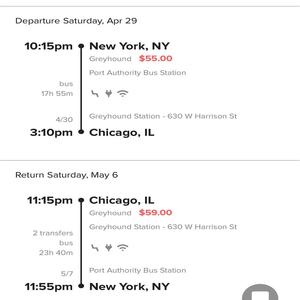 Departure Saturday, Apr 29
10:15pm New York, NY
Greyhound $55.00
Port Authority Bus Station
bus
17h 55m
4/30 Greyhound Station - 630 W Harrison St
3:10pm Chicago, IL
Return Saturday, May 6
11:15pm Chicago, IL
Greyhound $59.00
Greyhound Station - 630 W Harrison St
2 transfers
bus
23h 40m
5/7 Port Authority Bus Station
11:55pm New York, NY